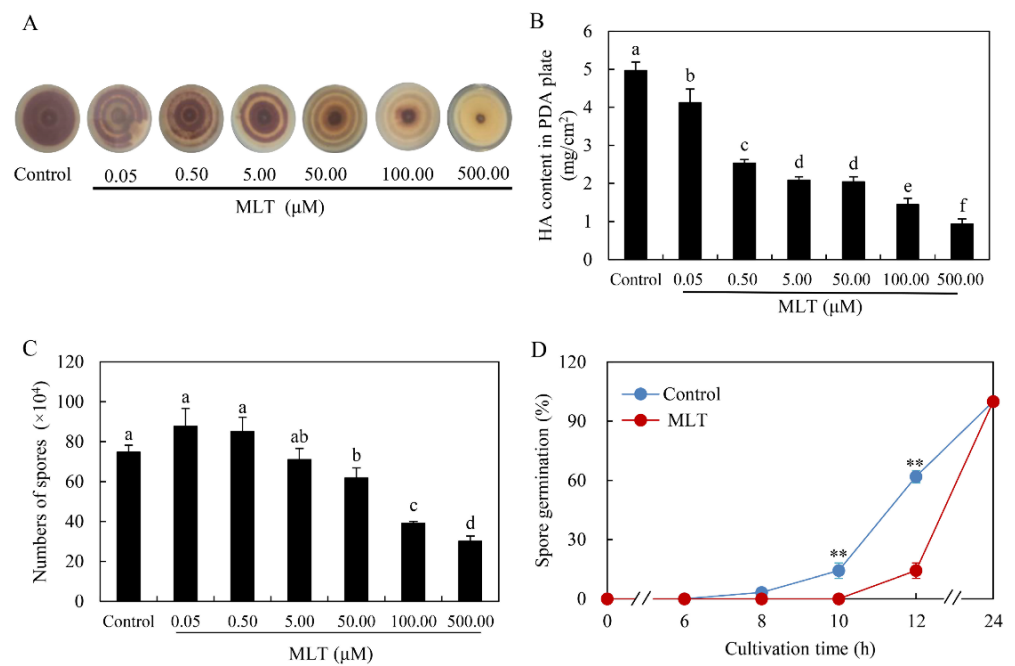 A
Control
0.05
0.50
5.00
50.00
100.00
500.00
MLT (μM)
B
HA content in PDA plate
(mg/cm²)
6
5
4
3
2
1
0
a
b
c
d
d
e
f
Control
0.05
0.50
5.00
50.00
100.00
500.00
MLT (μM)
C
Numbers of spores (×10⁴)
120
100
80
60
40
20
0
a
a
a
ab
b
c
d
Control
0.05
0.50
5.00
50.00
100.00
500.00
MLT (μM)
D
Spore germination (%)
120
90
60
30
0
Control
MLT
**
**
0
6
8
10
12
24
Cultivation time (h)